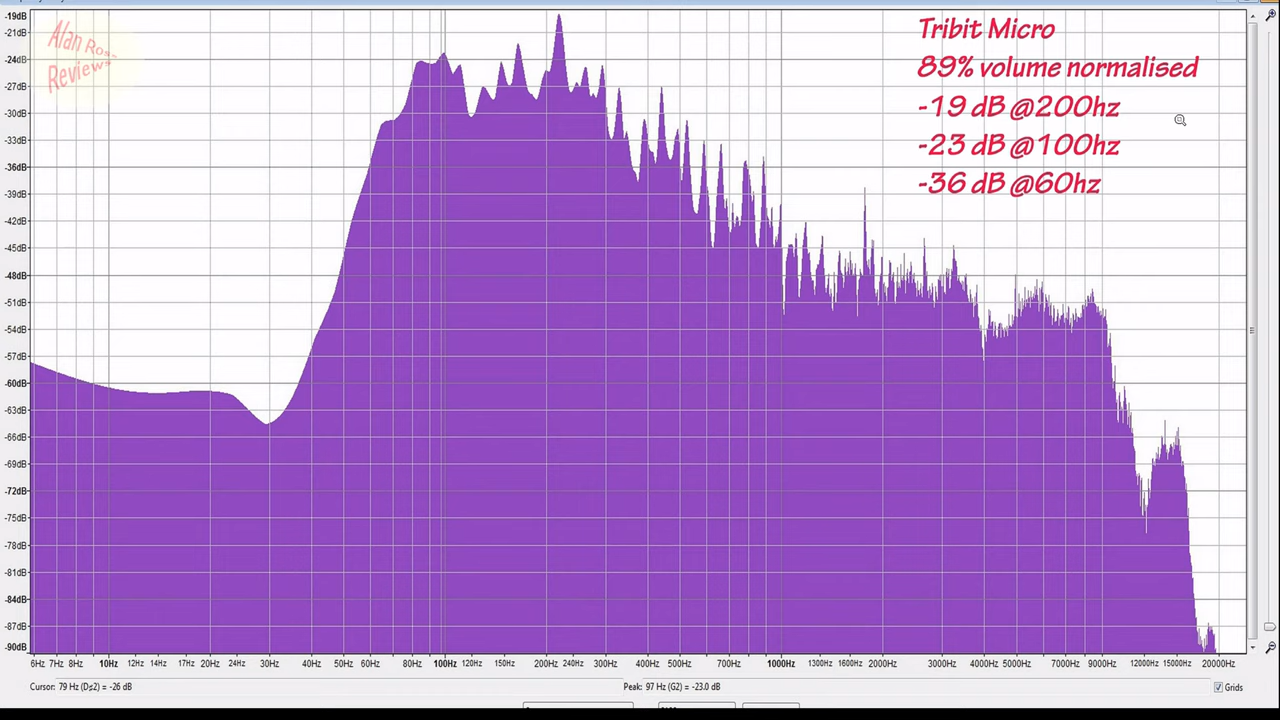 Alan Ross
Reviews
Tribit Micro
89% volume normalised
-19 dB @200hz
-23 dB @100hz
-36 dB @60hz
-19dB
-21dB
-24dB
-27dB
-30dB
-33dB
-36dB
-39dB
-42dB
-45dB
-48dB
-51dB
-54dB
-57dB
-60dB
-63dB
-66dB
-69dB
-72dB
-75dB
-78dB
-81dB
-84dB
-87dB
-90dB
6Hz 7Hz 8Hz 10Hz 12Hz 14Hz 20Hz 24Hz 30Hz 40Hz 50Hz 60Hz 80Hz 100Hz 120Hz 150Hz 200Hz 240Hz 300Hz 400Hz 500Hz 700Hz 1000Hz 1300Hz 1600Hz 2000Hz 3000Hz 4000Hz 5000Hz 7000Hz 9000Hz 12000Hz 15000Hz 20000Hz
Cursor: 79 Hz (D♯2) = -26 dB Peak: 97 Hz (G2) = -23.0 dB Grids